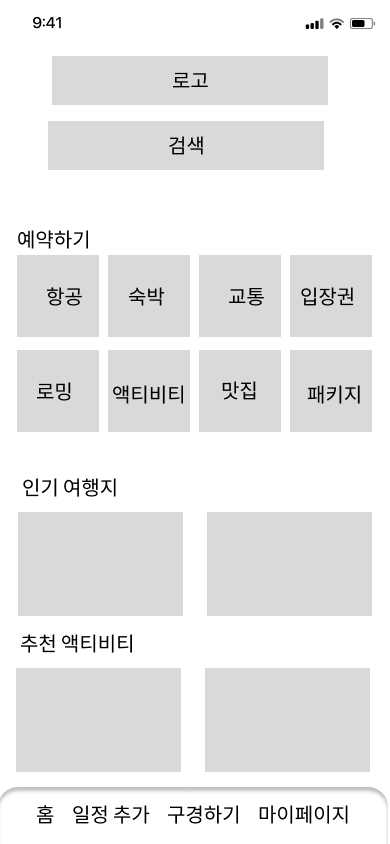 9:41
로고
검색
예약하기
항공 숙박 교통 입장권
로밍 액티비티 맛집 패키지
인기 여행지
추천 액티비티
홈 일정 추가 구경하기 마이페이지